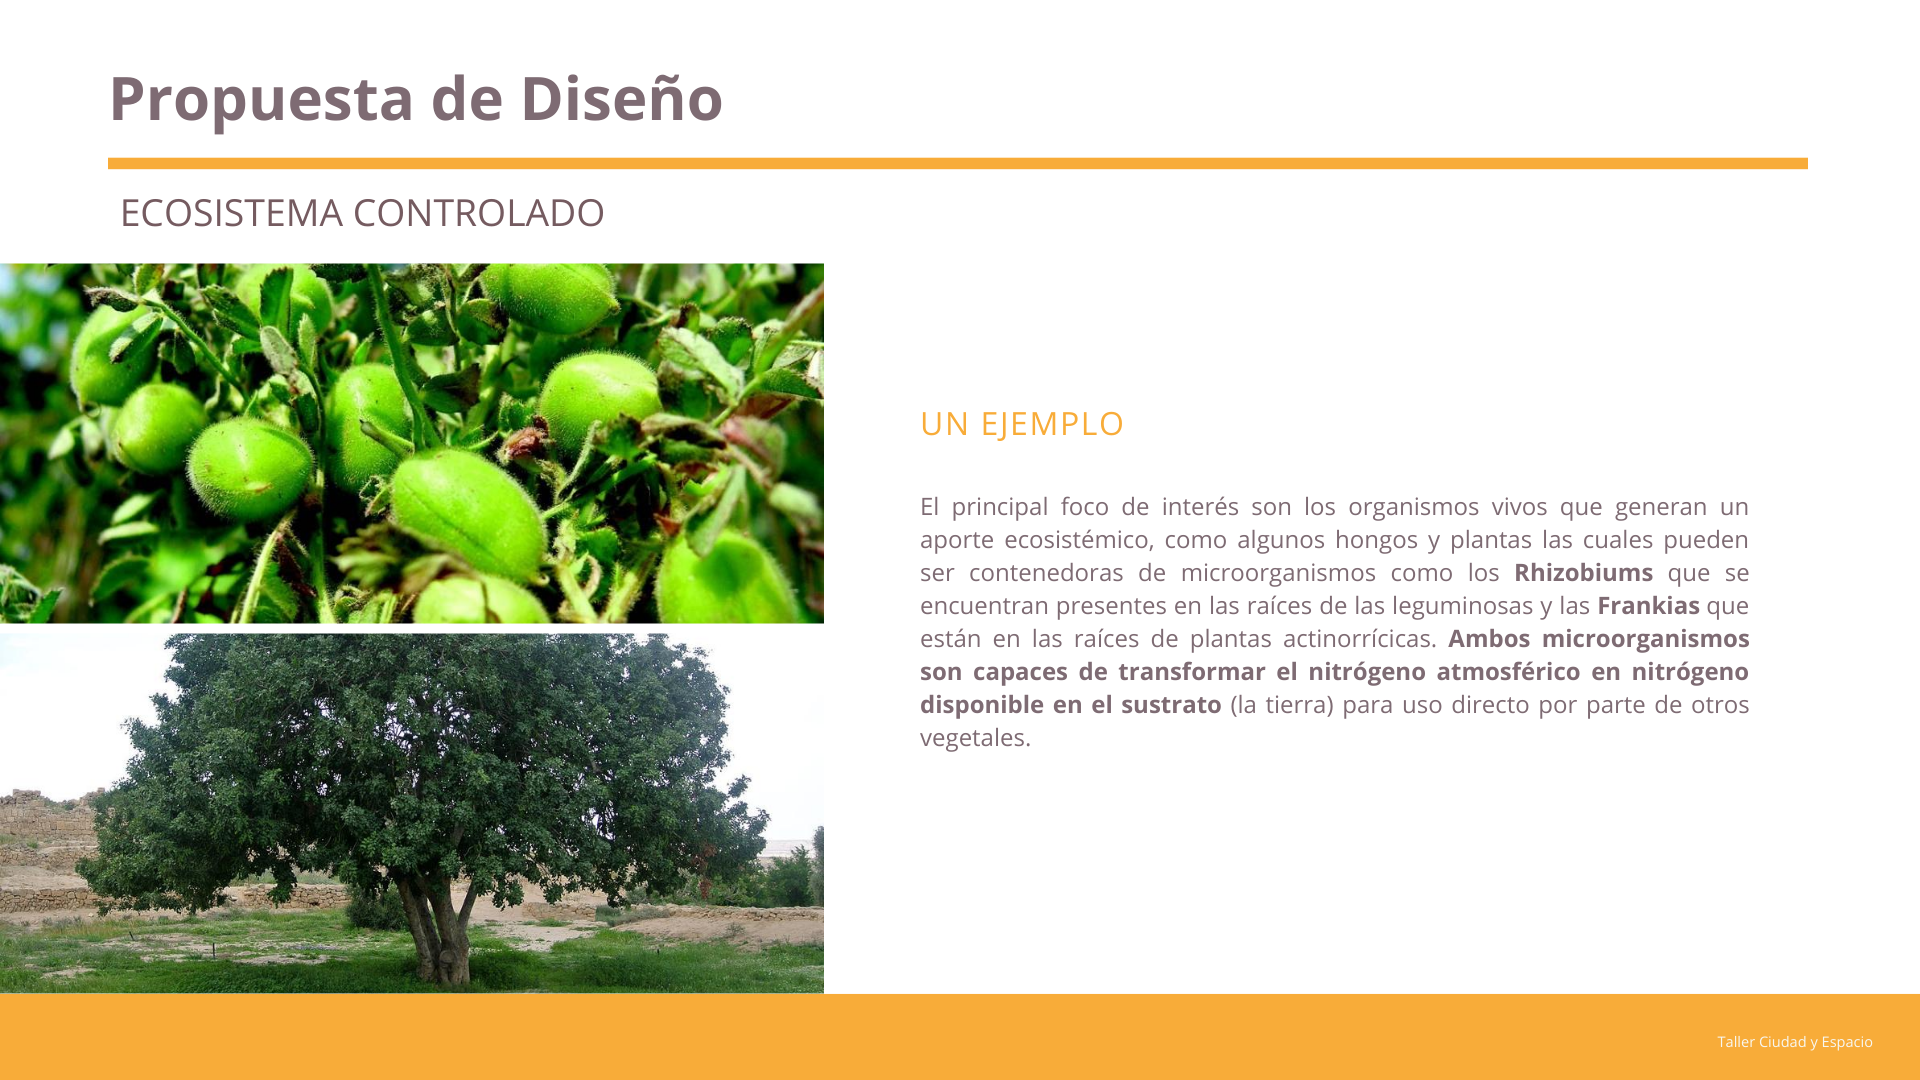 Propuesta de Diseño
ECOSISTEMA CONTROLADO
UN EJEMPLO
El principal foco de interés son los organismos vivos que generan un
aporte ecosistémico, como algunos hongos y plantas las cuales pueden
ser contenedoras de microorganismos como los Rhizobiums que se
encuentran presentes en las raíces de las leguminosas y las Frankias que
están en las raíces de plantas actinorrícicas. Ambos microorganismos
son capaces de transformar el nitrógeno atmosférico en nitrógeno
disponible en el sustrato (la tierra) para uso directo por parte de otros
vegetales.
Taller Ciudad y Espacio